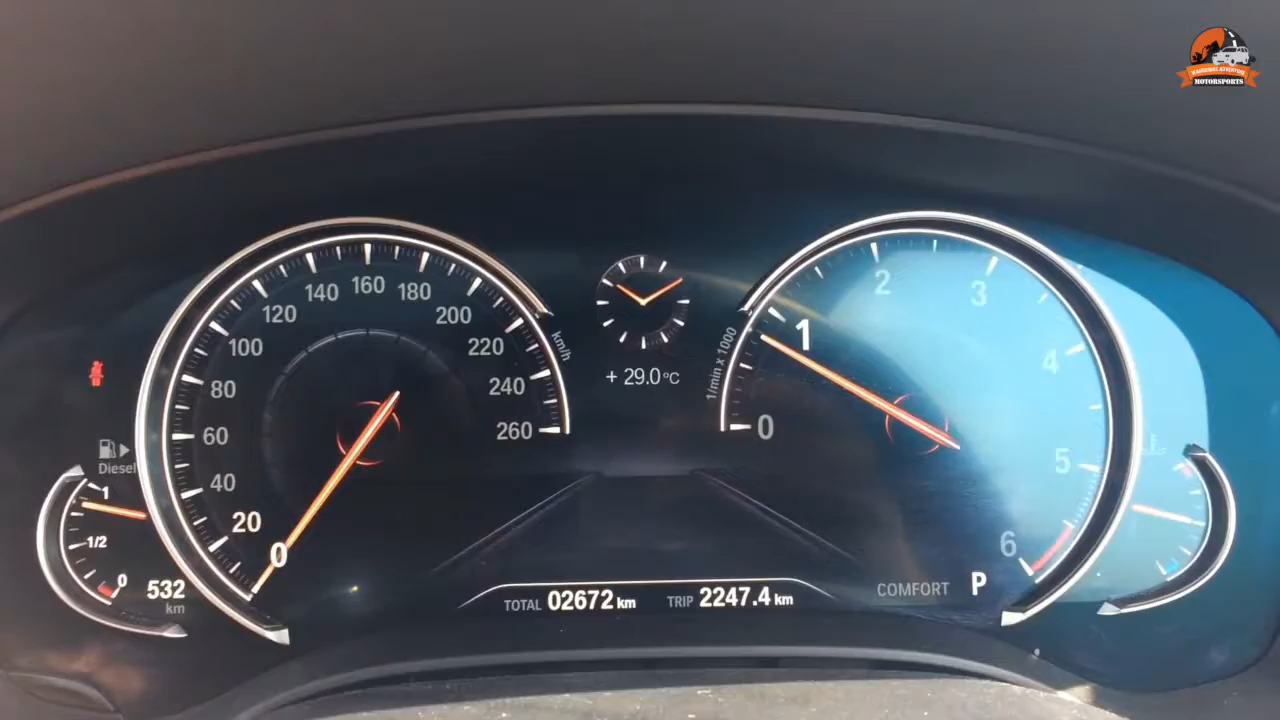 MOTORSPORTS
120 140 160 180 200
100 220
80 240
60 260
40
20
0
km/h
+ 29.0°C
1/min x 1000
0 1 2 3 4 5 6
Diesel
1
1/2
0
532
km
TOTAL 02672 km TRIP 2247.4 km
COMFORT P